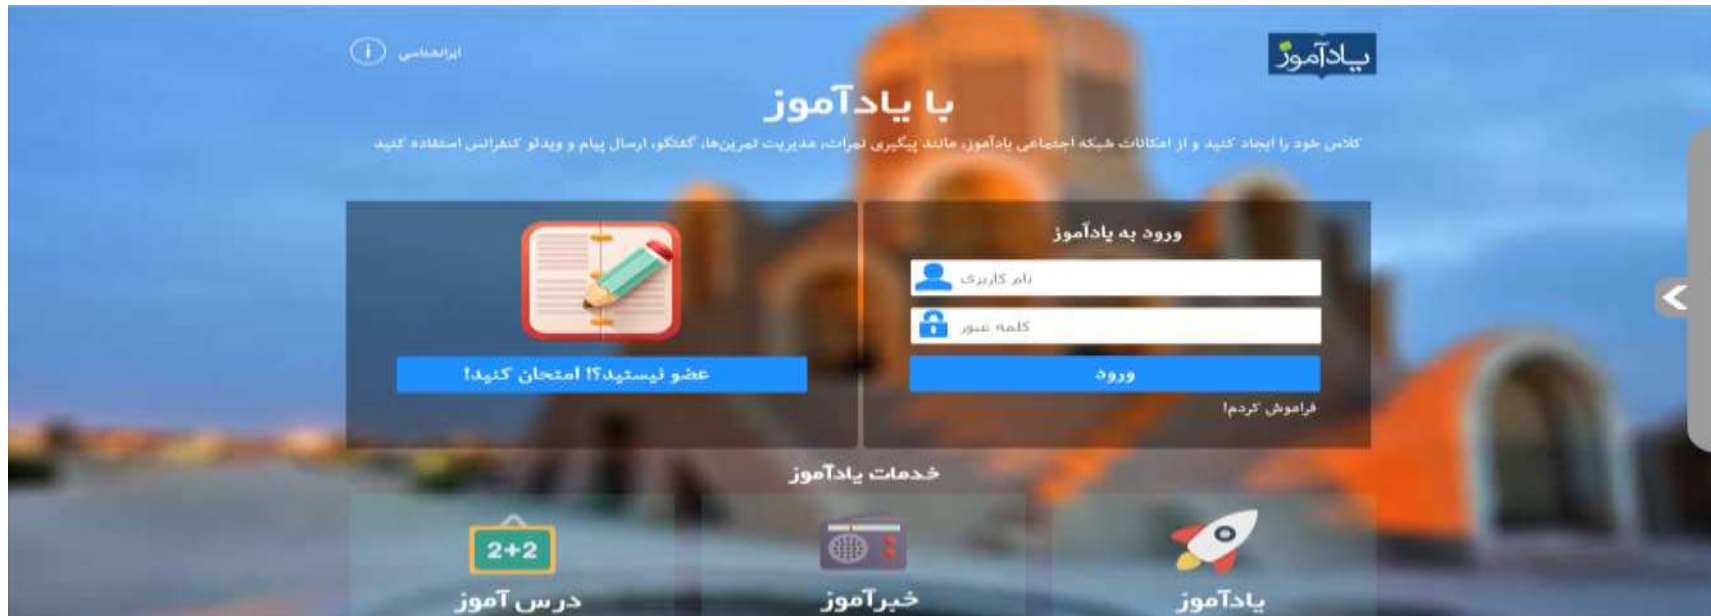 یادآموز
ایرانشناسی
با یادآموز
کلاس خود را ایجاد کنید و از امکانات شبکه اجتماعی یادآموز، مانند پیگیری نمرات، مدیریت تمرین‌ها، گفتگو، ارسال پیام و ویدئو کنفرانس استفاده کنید
ورود به یادآموز
نام کاربری
کلمه عبور
ورود
فراموش کردم!
عضو نیستید؟! امتحان کنید!
خدمات یادآموز
2+2
یادآموز
خبرآموز
درس آموز